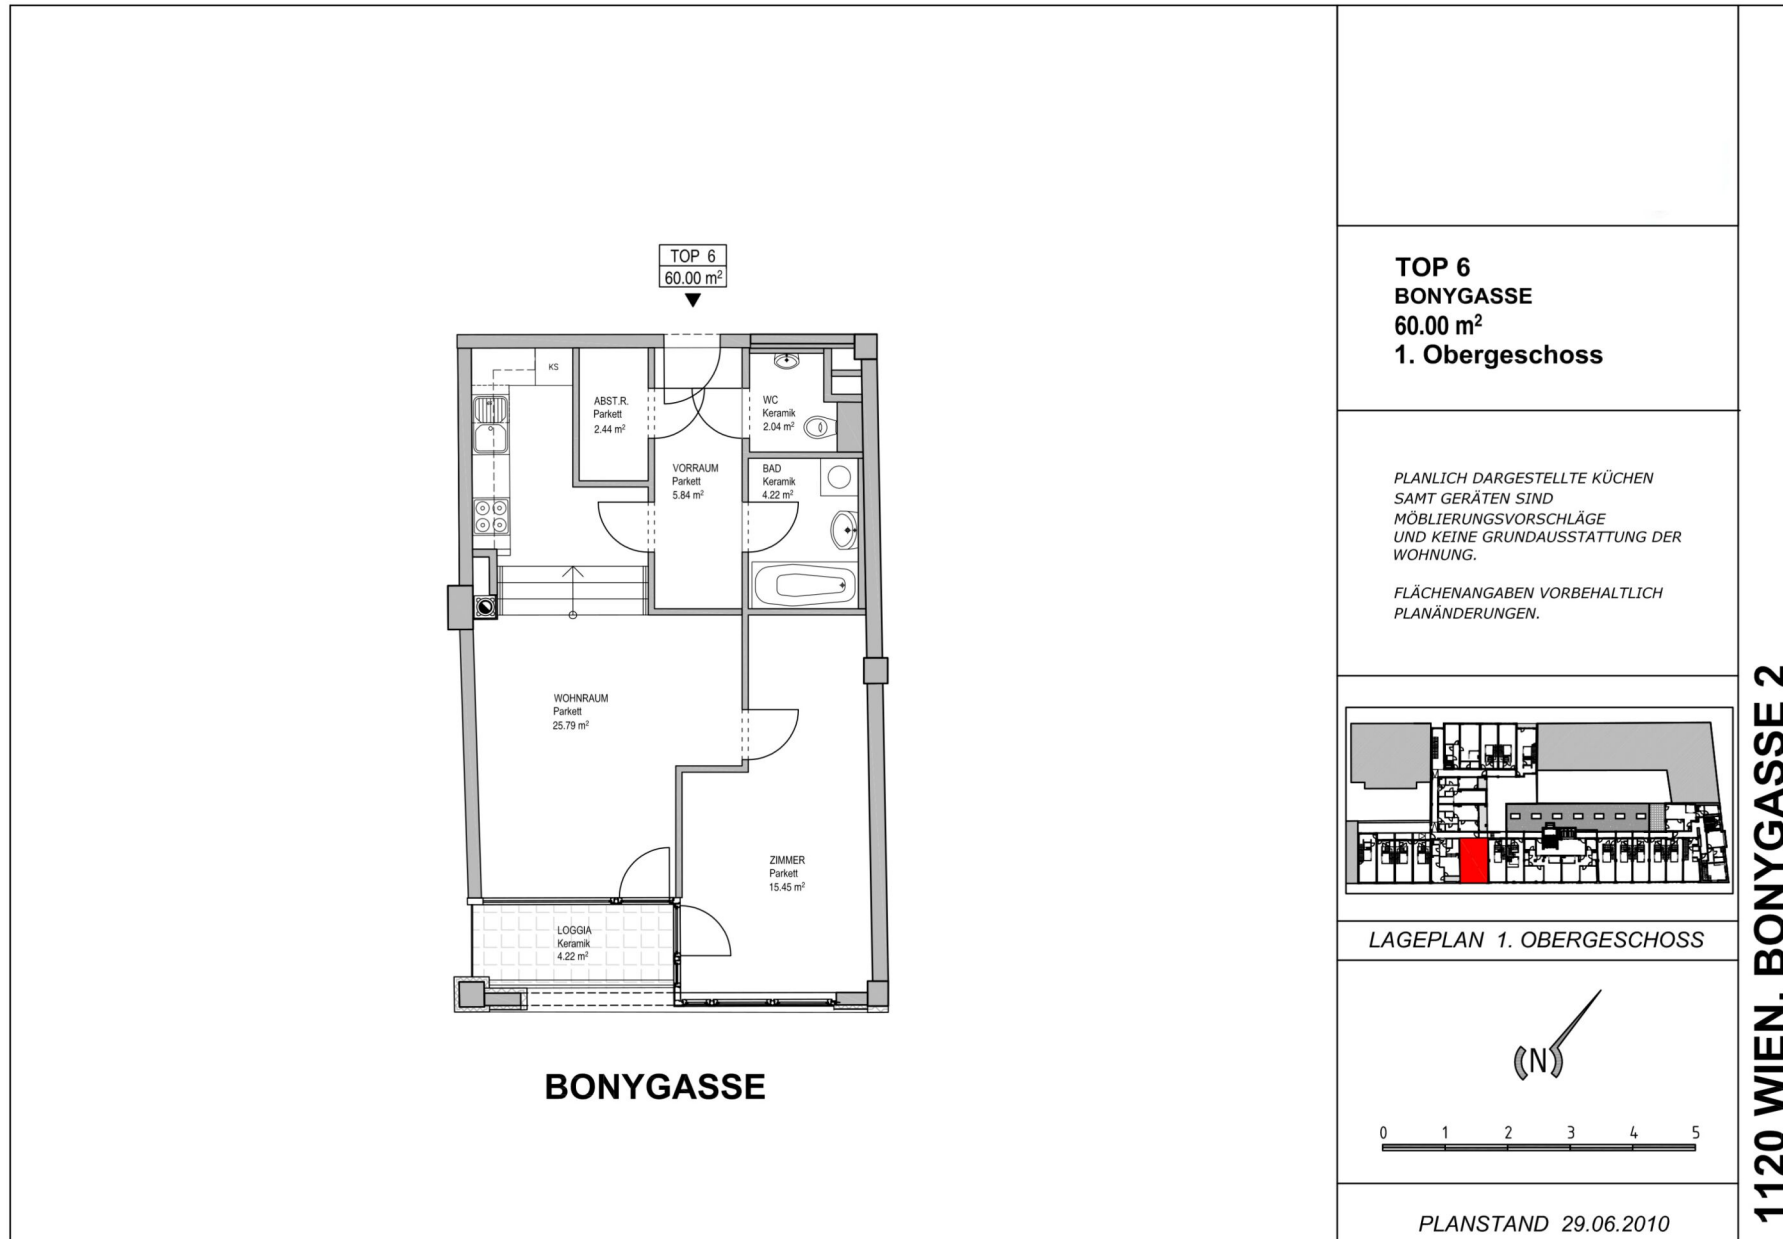 TOP 6
60.00 m²
KS
ABST.R.
Parkett
2.44 m²
WC
Keramik
2.04 m²
VORRAUM
Parkett
5.84 m²
BAD
Keramik
4.22 m²
WOHNRAUM
Parkett
25.79 m²
ZIMMER
Parkett
15.45 m²
LOGGIA
Keramik
4.22 m²
BONYGASSE
TOP 6
BONYGASSE
60.00 m²
1. Obergeschoss
PLANLICH DARGESTELLTE KÜCHEN
SAMT GERÄTEN SIND
MÖBLIERUNGSVORSCHLÄGE
UND KEINE GRUNDAUSSTATTUNG DER
WOHNUNG.
FLÄCHENANGABEN VORBEHALTLICH
PLANÄNDERUNGEN.
LAGEPLAN 1. OBERGESCHOSS
(N)
0 1 2 3 4 5
PLANSTAND 29.06.2010
1120 WIEN, BONYGASSE 2